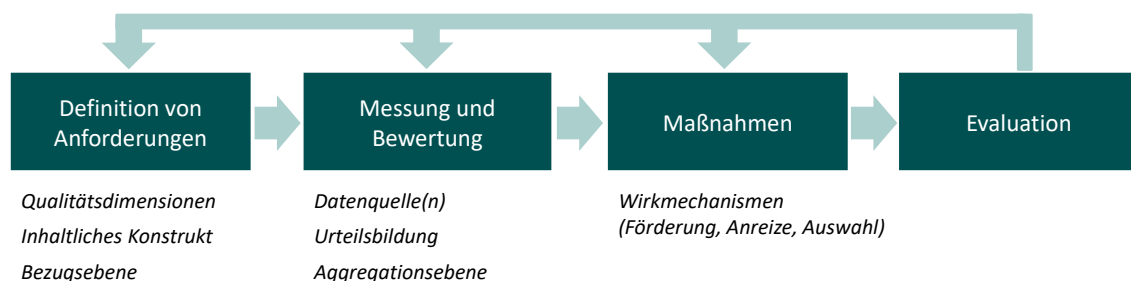 Definition von
Anforderungen
Messung und
Bewertung
Maßnahmen
Evaluation
Qualitätsdimensionen
Inhaltliches Konstrukt
Bezugsebene
Datenquelle(n)
Urteilsbildung
Aggregationsebene
Wirkmechanismen
(Förderung, Anreize, Auswahl)